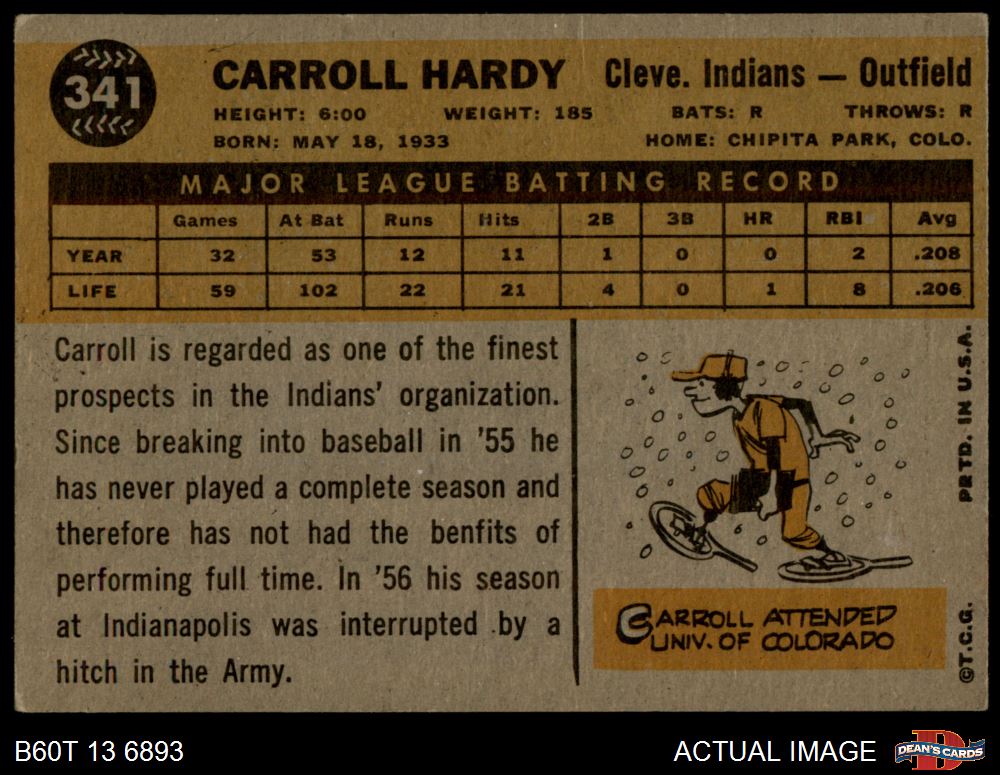 341
CARROLL HARDY Cleve. Indians — Outfield
HEIGHT: 6:00 WEIGHT: 185 BATS: R THROWS: R
BORN: MAY 18, 1933 HOME: CHIPITA PARK, COLO.
MAJOR LEAGUE BATTING RECORD
Games At Bat Runs Hits 2B 3B HR RBI Avg
YEAR 32 53 12 11 1 0 0 2 .208
LIFE 59 102 22 21 4 0 1 8 .206
Carroll is regarded as one of the finest
prospects in the Indians' organization.
Since breaking into baseball in '55 he
has never played a complete season and
therefore has not had the benfits of
performing full time. In '56 his season
at Indianapolis was interrupted by a
hitch in the Army.
CARROLL ATTENDED
UNIV. OF COLORADO
©T.C.G. PRTD. IN U.S.A.
B60T 13 6893 ACTUAL IMAGE
D DEAN'S CARDS